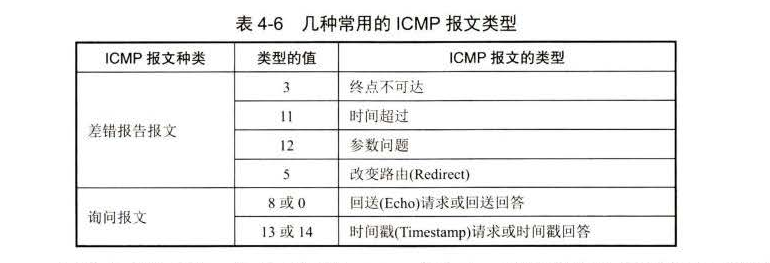 表 4-6 几种常用的 ICMP 报文类型
ICMP 报文种类 类型的值 ICMP 报文的类型
差错报告报文 3 终点不可达
11 时间超过
12 参数问题
5 改变路由(Redirect)
询问报文 8 或 0 回送(Echo)请求或回送回答
13 或 14 时间戳(Timestamp)请求或时间戳回答